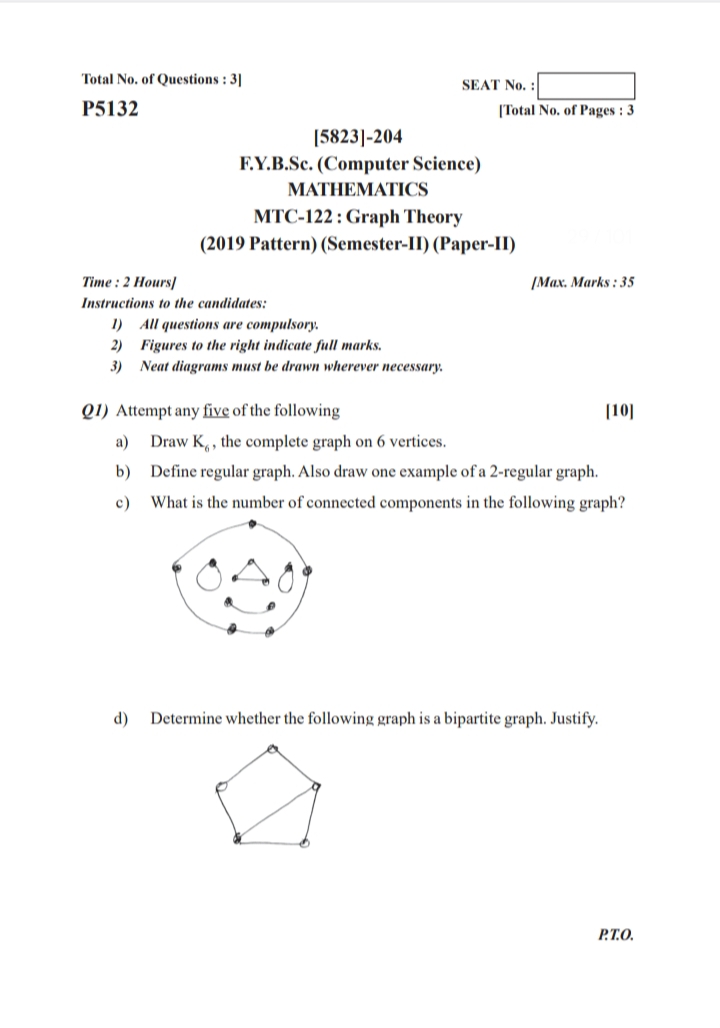 Total No. of Questions : 3]
SEAT No. :
P5132
[Total No. of Pages : 3
[5823]-204
F.Y.B.Sc. (Computer Science)
MATHEMATICS
MTC-122 : Graph Theory
(2019 Pattern) (Semester-II) (Paper-II)
Time : 2 Hours]
[Max. Marks : 35
Instructions to the candidates:
1) All questions are compulsory.
2) Figures to the right indicate full marks.
3) Neat diagrams must be drawn wherever necessary.
Q1) Attempt any five of the following [10]
a) Draw K₆, the complete graph on 6 vertices.
b) Define regular graph. Also draw one example of a 2-regular graph.
c) What is the number of connected components in the following graph?
d) Determine whether the following graph is a bipartite graph. Justify.
P.T.O.